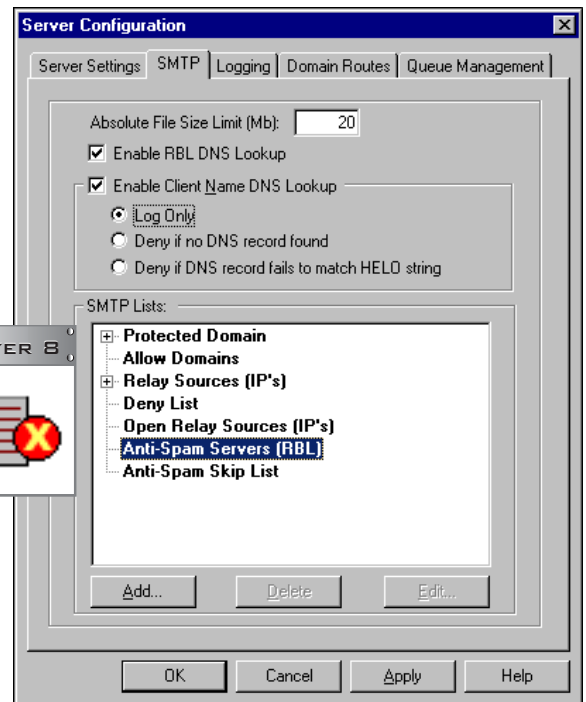 Server Configuration
Server Settings SMTP Logging Domain Routes Queue Management
Absolute File Size Limit (Mb): 20
Enable RBL DNS Lookup
Enable Client Name DNS Lookup
Log Only
Deny if no DNS record found
Deny if DNS record fails to match HELO string
SMTP Lists:
Protected Domain
Allow Domains
Relay Sources (IP's)
Deny List
Open Relay Sources (IP's)
Anti-Spam Servers (RBL)
Anti-Spam Skip List
Add... Delete Edit...
OK Cancel Apply Help
8